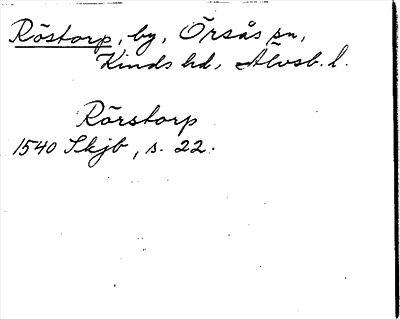 Röstorp, by, Örsås sn,
Kinds hd, Älvsb. l.
Rörstorp
1540 Skjb, s. 22.